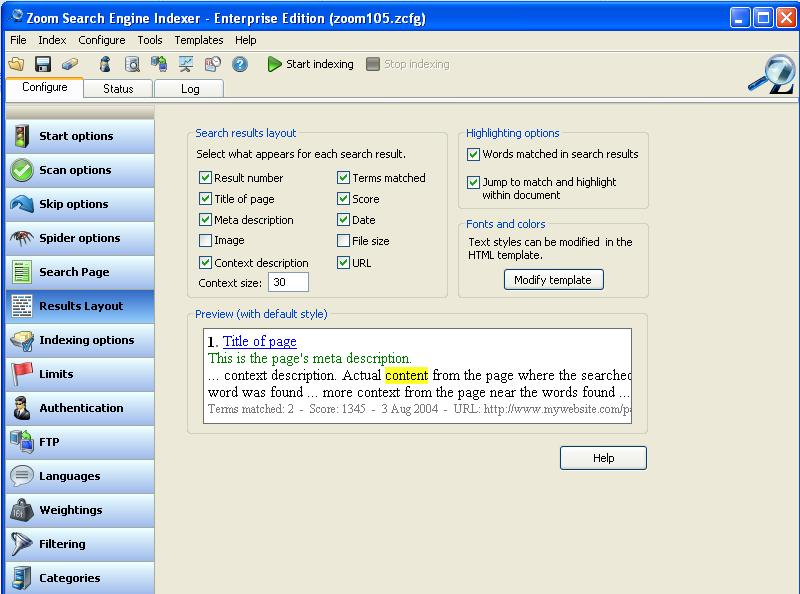 Zoom Search Engine Indexer - Enterprise Edition (zoom105.zcfg)
File Index Configure Tools Templates Help
Start indexing Stop indexing
Configure Status Log
Start options
Scan options
Skip options
Spider options
Search Page
Results Layout
Indexing options
Limits
Authentication
FTP
Languages
Weightings
Filtering
Categories
Search results layout
Select what appears for each search result.
Result number Terms matched
Title of page Score
Meta description Date
Image File size
Context description URL
Context size: 30
Highlighting options
Words matched in search results
Jump to match and highlight
within document
Fonts and colors
Text styles can be modified in the
HTML template.
Modify template
Preview (with default style)
1. Title of page
This is the page's meta description.
... context description. Actual content from the page where the searched
word was found ... more context from the page near the words found ...
Terms matched: 2 - Score: 1345 - 3 Aug 2004 - URL: http://www.mywebsite.com/pa
Help